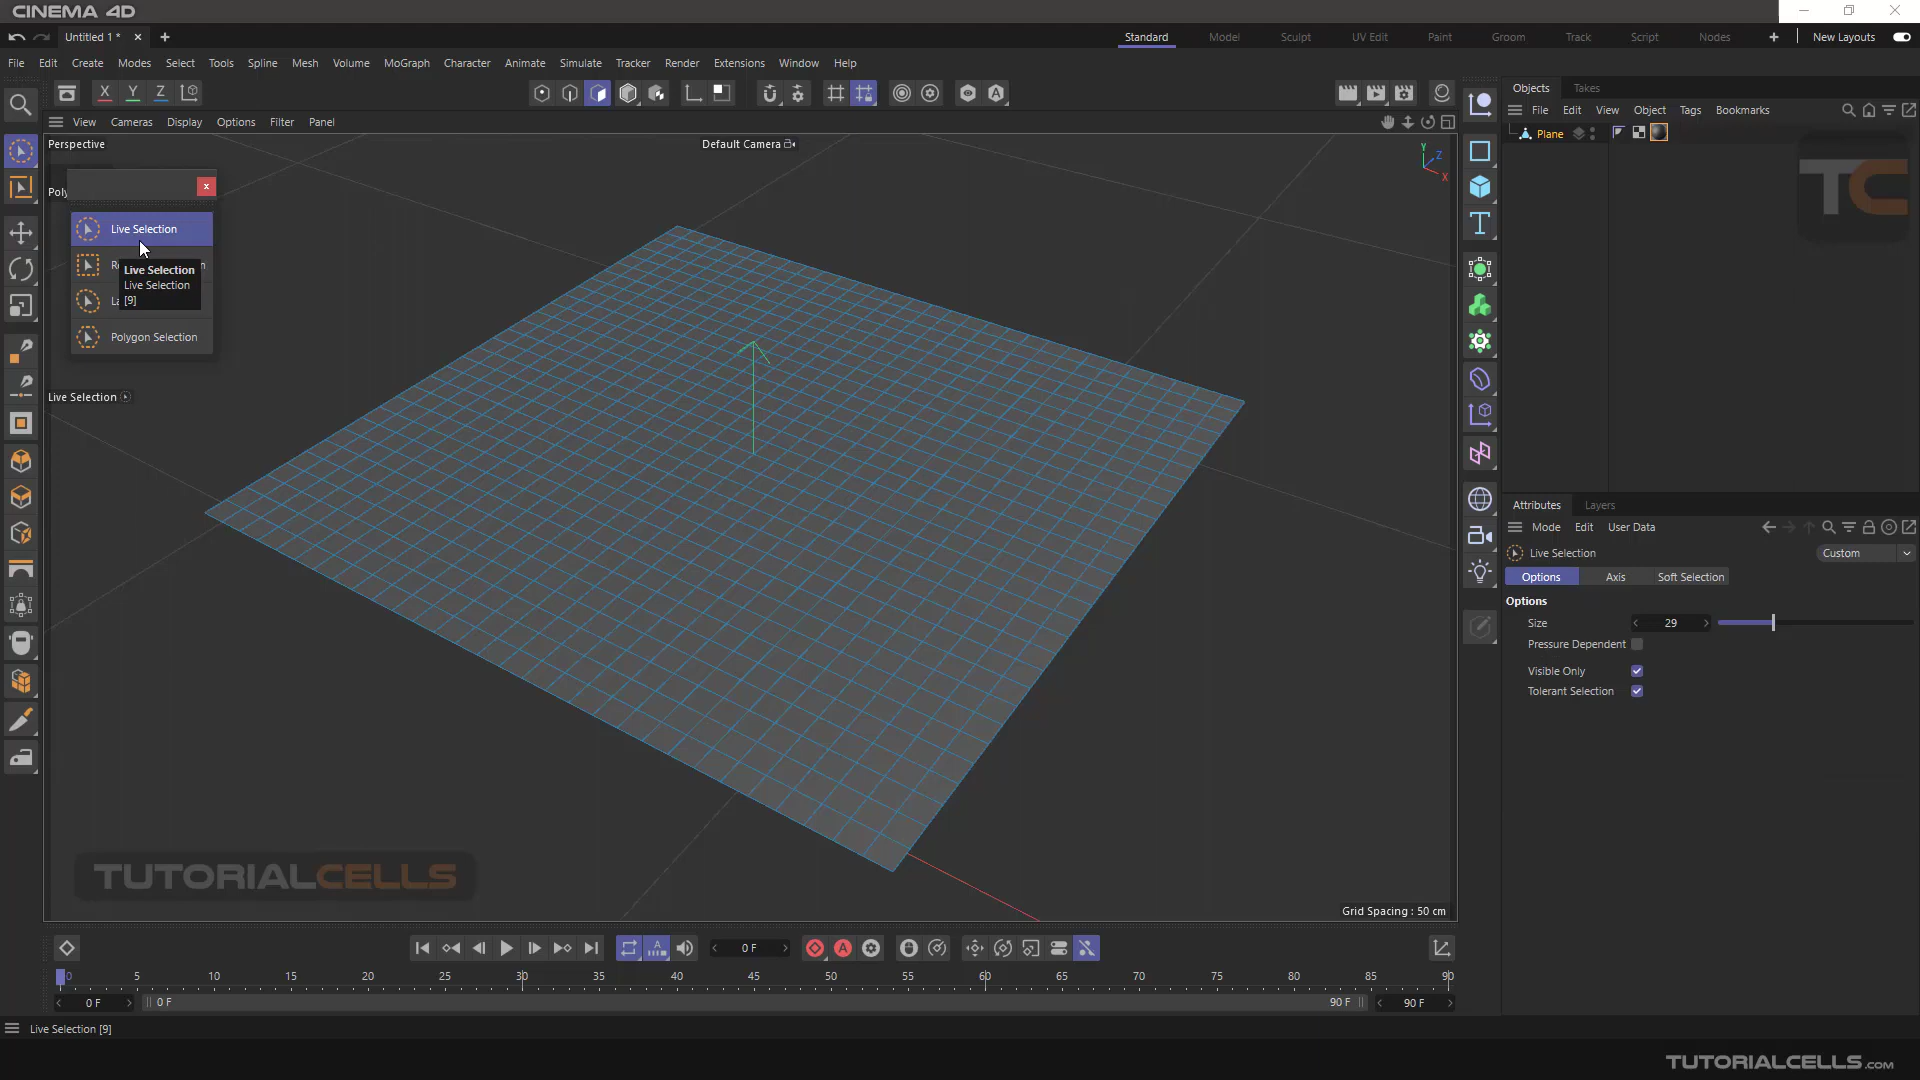 CINEMA 4D
Untitled 1 *
Standard Model Sculpt UV Edit Paint Groom Track Script Nodes New Layouts
File Edit Create Modes Select Tools Spline Mesh Volume MoGraph Character Animate Simulate Tracker Render Extensions Window Help
X Y Z
View Cameras Display Options Filter Panel
Perspective
Default Camera
Y Z X
Poly
Live Selection
Live Selection
Live Selection
[9]
Polygon Selection
Live Selection
TUTORIALCELLS
Grid Spacing : 50 cm
Objects Takes
File Edit View Object Tags Bookmarks
Plane
TC
Attributes Layers
Mode Edit User Data
Live Selection Custom
Options Axis Soft Selection
Options
Size 29
Pressure Dependent
Visible Only
Tolerant Selection
0 F
0 5 10 15 20 25 30 35 40 45 50 55 60 65 70 75 80 85 90
0 F 0 F 90 F 90 F
Live Selection [9]
TUTORIALCELLS.COM